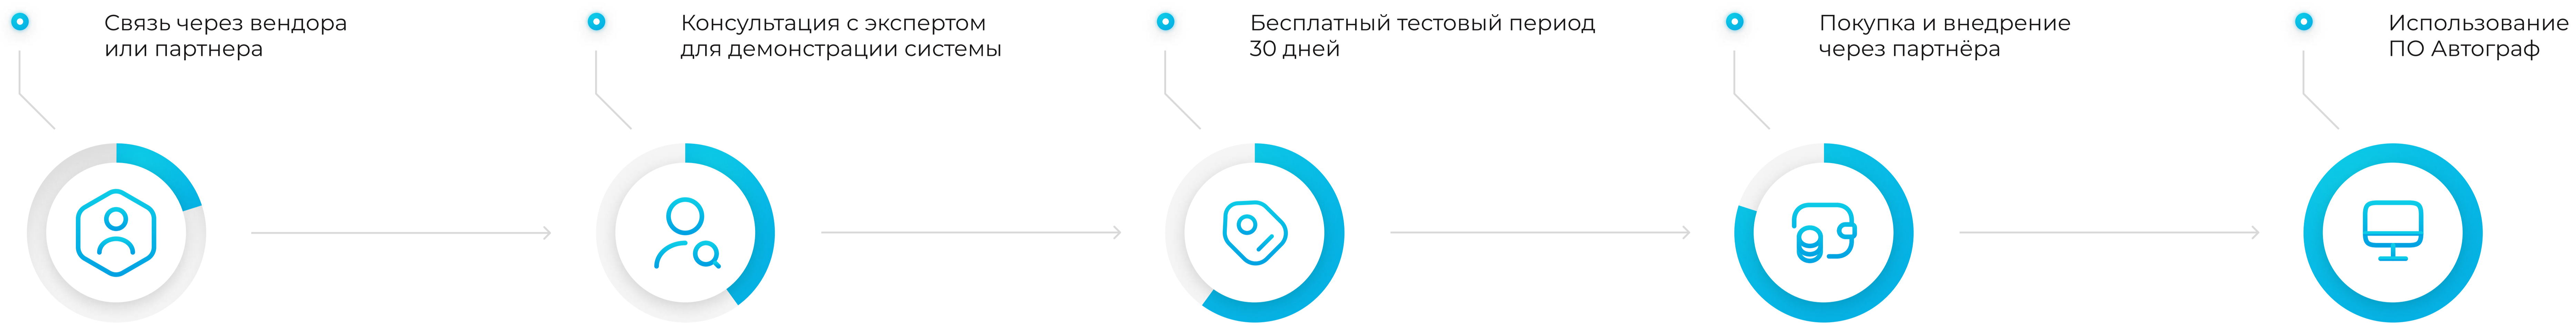 Связь через вендора
или партнера
Консультация с экспертом
для демонстрации системы
Бесплатный тестовый период
30 дней
Покупка и внедрение
через партнёра
Использование
ПО Автограф